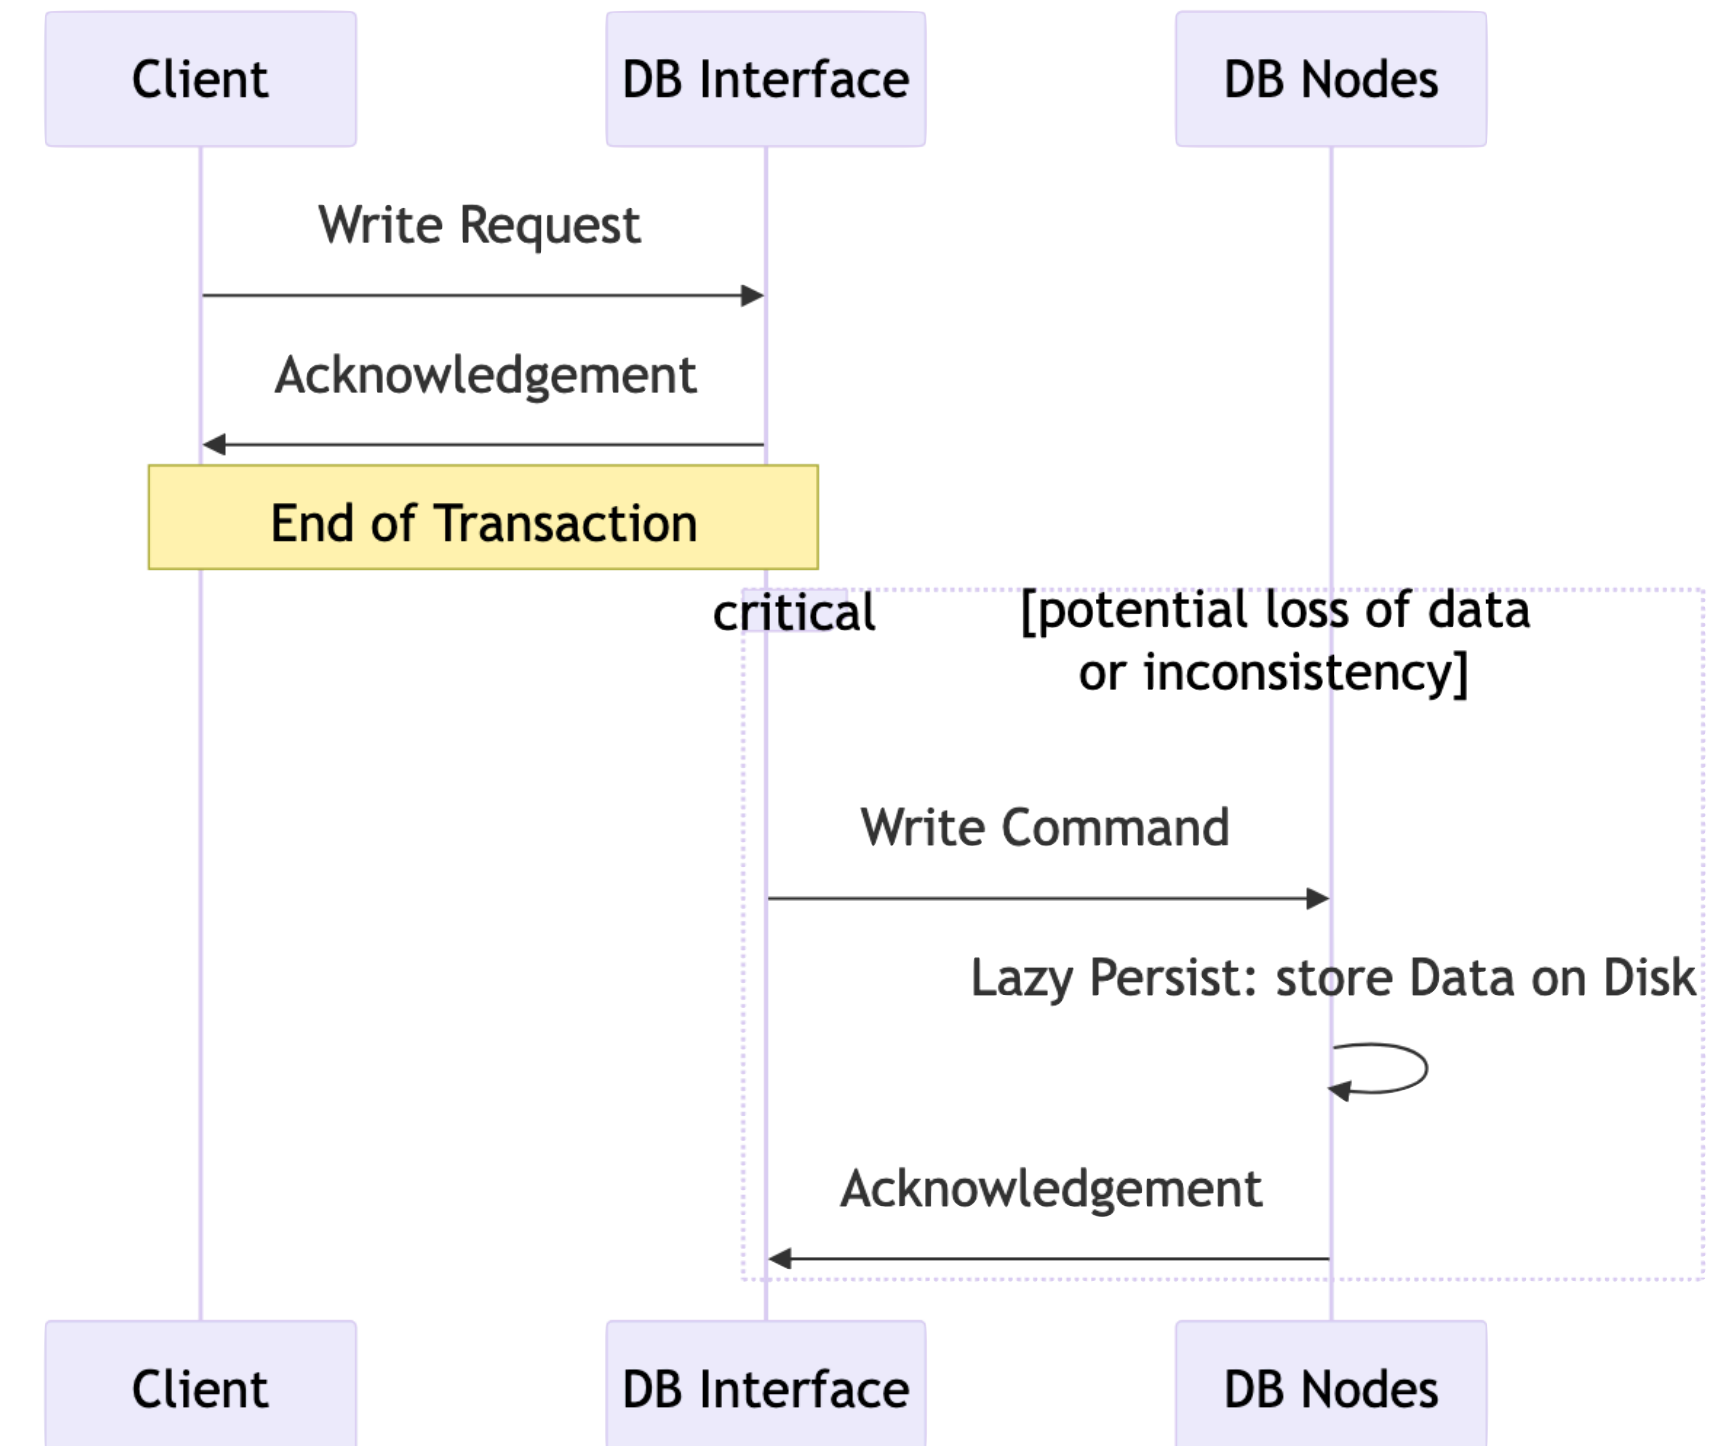 Client
DB Interface
DB Nodes
Write Request
Acknowledgement
End of Transaction
critical
[potential loss of data
or inconsistency]
Write Command
Lazy Persist: store Data on Disk
Acknowledgement
Client
DB Interface
DB Nodes